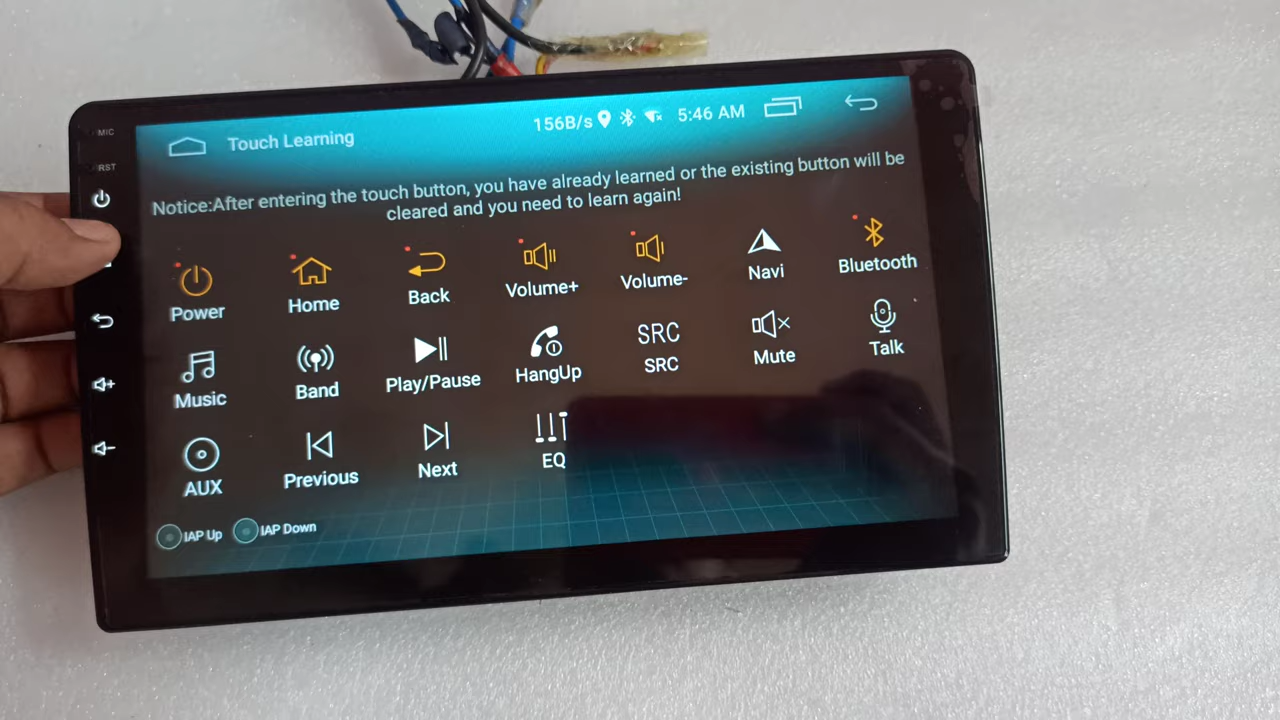 MIC
RST
Touch Learning
156B/s 5:46 AM
Notice:After entering the touch button, you have already learned or the existing button will be
cleared and you need to learn again!
Power Home Back Volume+ Volume- Navi Bluetooth
SRC
Music Band Play/Pause HangUp SRC Mute Talk
AUX Previous Next EQ
IAP Up IAP Down